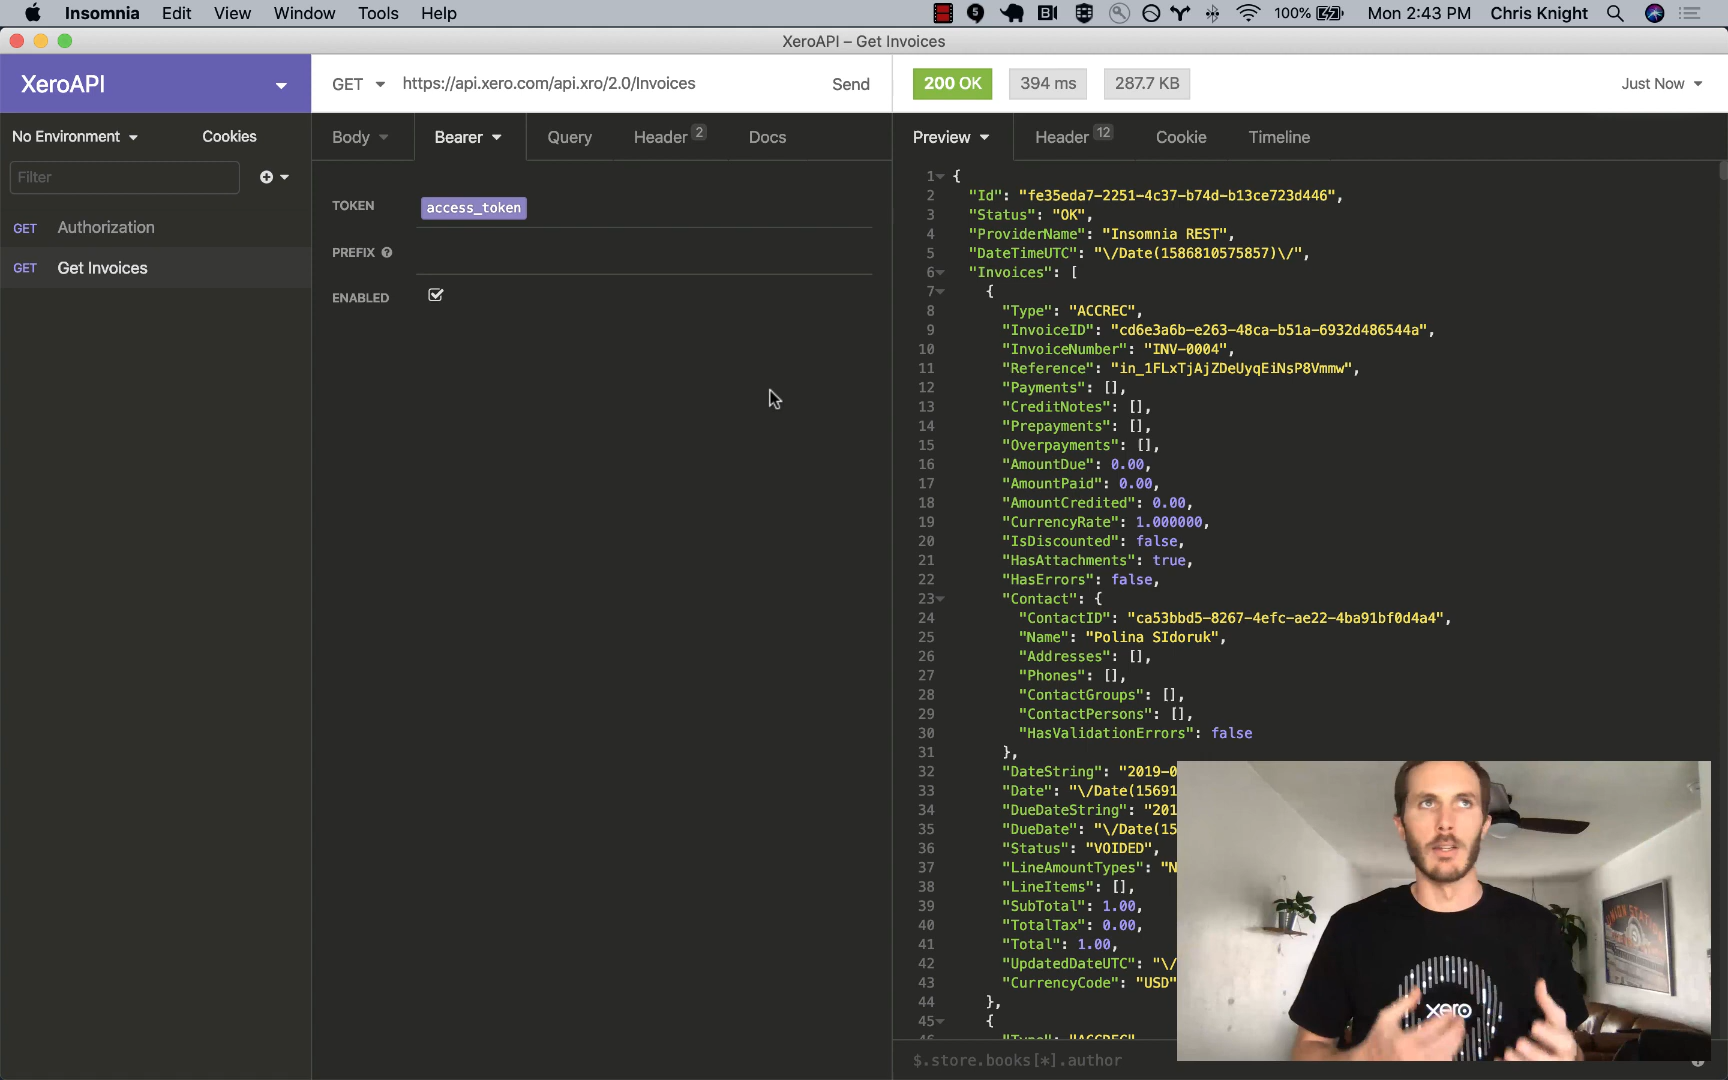 Insomnia Edit View Window Tools Help 100% Mon 2:43 PM Chris Knight
XeroAPI – Get Invoices
XeroAPI
GET https://api.xero.com/api.xro/2.0/Invoices Send
200 OK 394 ms 287.7 KB Just Now
No Environment Cookies
Body Bearer Query Header 2 Docs
Preview Header 12 Cookie Timeline
Filter
GET Authorization
GET Get Invoices
TOKEN access_token
PREFIX
ENABLED
1 {
2 "Id": "fe35eda7-2251-4c37-b74d-b13ce723d446",
3 "Status": "OK",
4 "ProviderName": "Insomnia REST",
5 "DateTimeUTC": "\/Date(1586810575857)\/",
6 "Invoices": [
7 {
8 "Type": "ACCREC",
9 "InvoiceID": "cd6e3a6b-e263-48ca-b51a-6932d486544a",
10 "InvoiceNumber": "INV-0004",
11 "Reference": "in_1FLxTjAjZDeUyqEiNsP8Vmmw",
12 "Payments": [],
13 "CreditNotes": [],
14 "Prepayments": [],
15 "Overpayments": [],
16 "AmountDue": 0.00,
17 "AmountPaid": 0.00,
18 "AmountCredited": 0.00,
19 "CurrencyRate": 1.000000,
20 "IsDiscounted": false,
21 "HasAttachments": true,
22 "HasErrors": false,
23 "Contact": {
24 "ContactID": "ca53bbd5-8267-4efc-ae22-4ba91bf0d4a4",
25 "Name": "Polina SIdoruk",
26 "Addresses": [],
27 "Phones": [],
28 "ContactGroups": [],
29 "ContactPersons": [],
30 "HasValidationErrors": false
31 },
32 "DateString": "2019-0
33 "Date": "\/Date(15691
34 "DueDateString": "201
35 "DueDate": "\/Date(15
36 "Status": "VOIDED",
37 "LineAmountTypes": "N
38 "LineItems": [],
39 "SubTotal": 1.00,
40 "TotalTax": 0.00,
41 "Total": 1.00,
42 "UpdatedDateUTC": "\/
43 "CurrencyCode": "USD"
44 },
45 {
$.store.books[*].author
xero